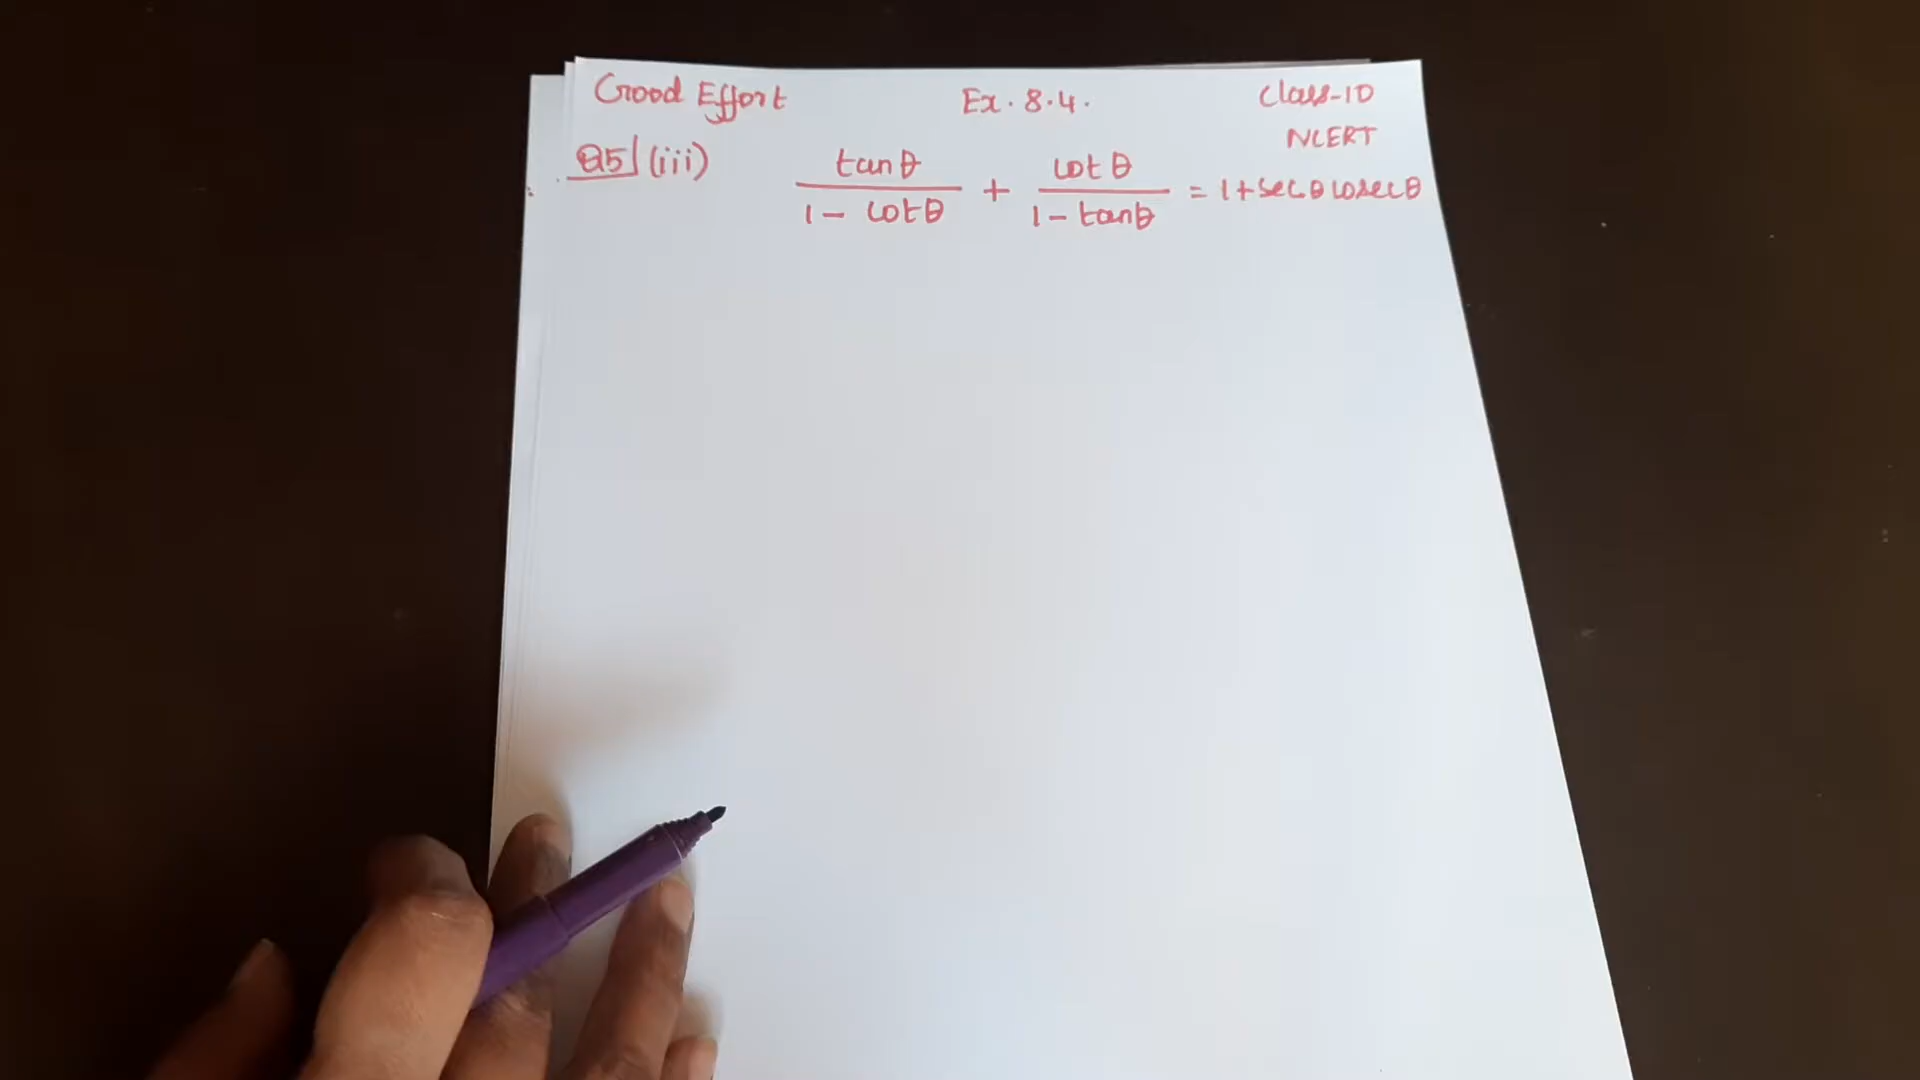 Good Effort Ex. 8.4. Class-10
NCERT
Q5 (iii) tanθ / 1 - cotθ + cotθ / 1 - tanθ = 1 + secθ cosecθ